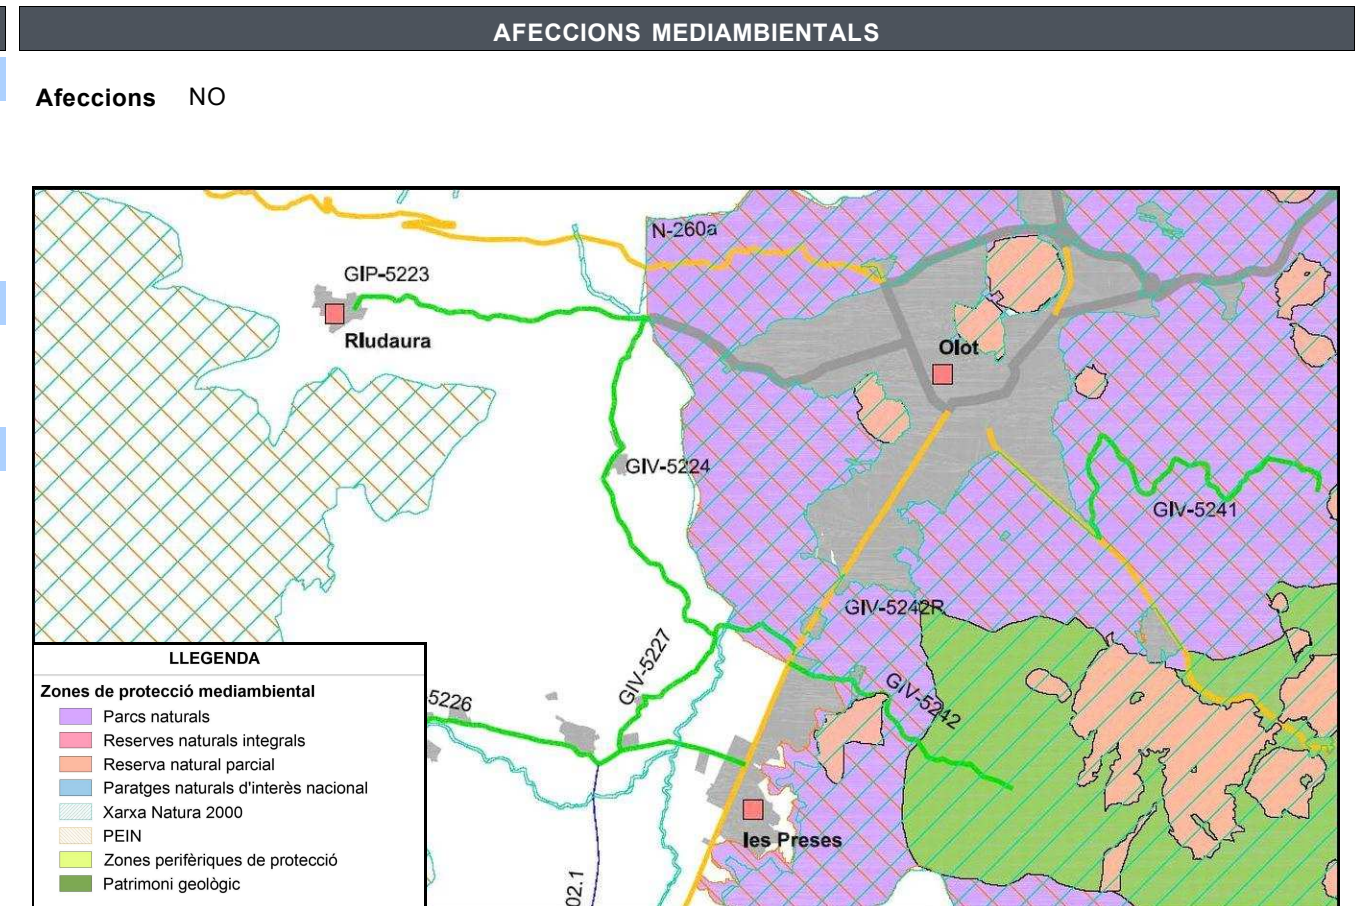 AFECCIONS MEDIAMBIENTALS
Afeccions NO
N-260a
GIP-5223
Riudaura
Olot
GIV-5224
GIV-5241
GIV-5242R
GIV-5227
GIV-5242
5226
les Preses
02.1
LLEGENDA
Zones de protecció mediambiental
Parcs naturals
Reserves naturals integrals
Reserva natural parcial
Paratges naturals d'interès nacional
Xarxa Natura 2000
PEIN
Zones perifèriques de protecció
Patrimoni geològic